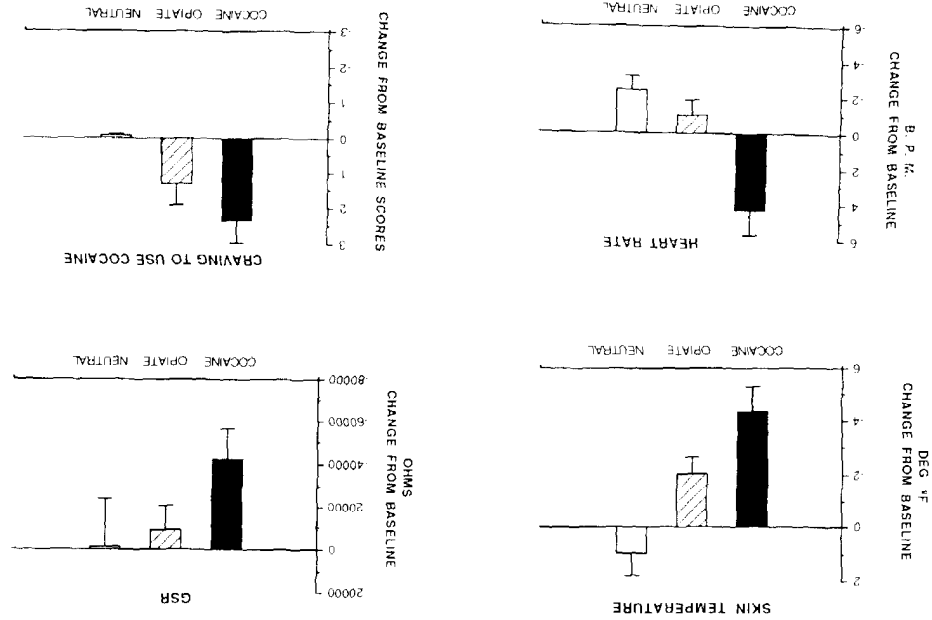 SKIN TEMPERATURE
DEG °F
CHANGE FROM BASELINE
2
0
-2
-4
-6
COCAINE OPIATE NEUTRAL
GSR
OHMS
CHANGE FROM BASELINE
20000
0
-20000
-40000
-60000
-80000
COCAINE OPIATE NEUTRAL
HEART RATE
B. P. M.
CHANGE FROM BASELINE
6
4
2
0
-2
-4
-6
COCAINE OPIATE NEUTRAL
CRAVING TO USE COCAINE
CHANGE FROM BASELINE SCORES
3
2
1
0
-1
-2
-3
COCAINE OPIATE NEUTRAL